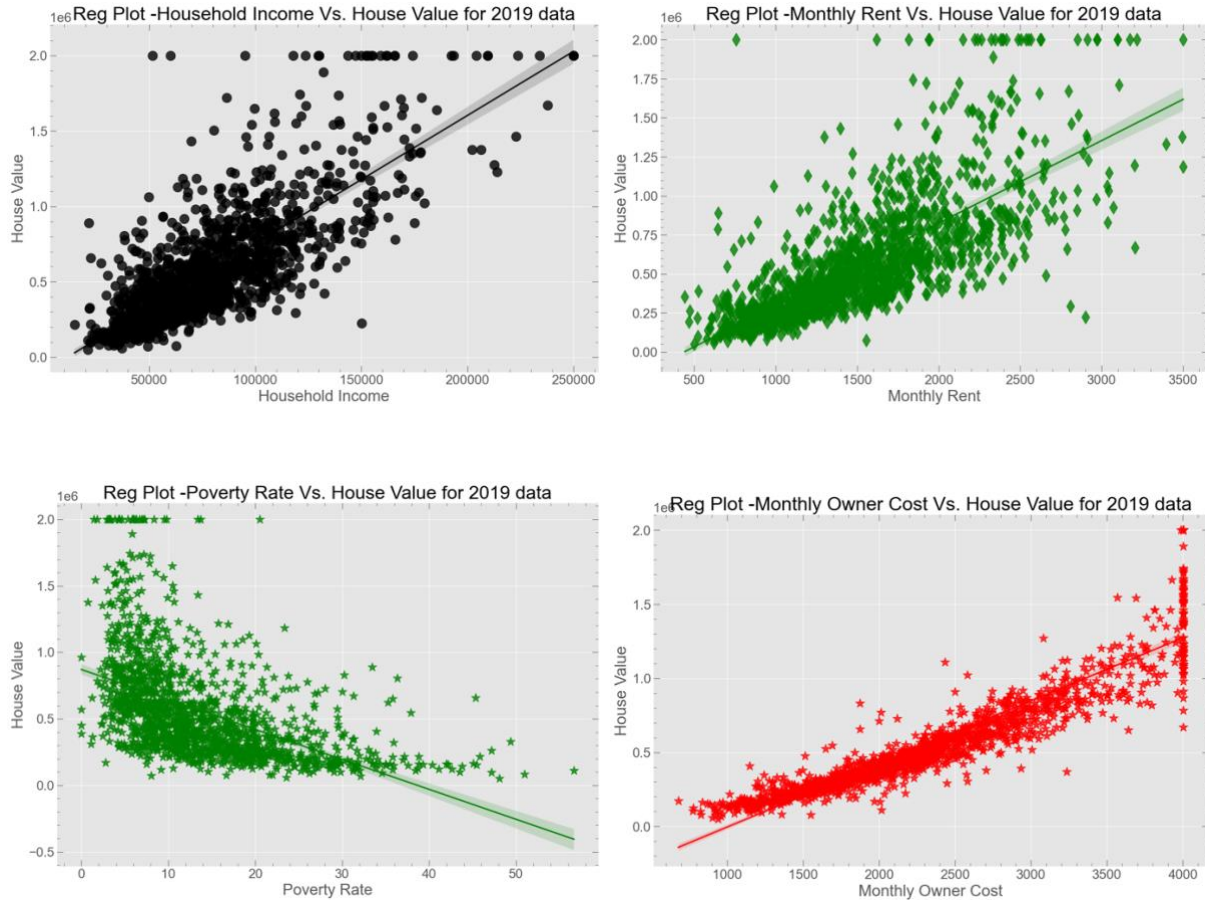 Reg Plot -Household Income Vs. House Value for 2019 data
1e6
2.0
1.5
1.0
0.5
0.0
House Value
50000 100000 150000 200000 250000
Household Income
Reg Plot -Monthly Rent Vs. House Value for 2019 data
1e6
2.00
1.75
1.50
1.25
1.00
0.75
0.50
0.25
0.00
House Value
500 1000 1500 2000 2500 3000 3500
Monthly Rent
Reg Plot -Poverty Rate Vs. House Value for 2019 data
1e6
2.0
1.5
1.0
0.5
0.0
−0.5
House Value
0 10 20 30 40 50
Poverty Rate
Reg Plot -Monthly Owner Cost Vs. House Value for 2019 data
1e6
2.0
1.5
1.0
0.5
0.0
House Value
1000 1500 2000 2500 3000 3500 4000
Monthly Owner Cost